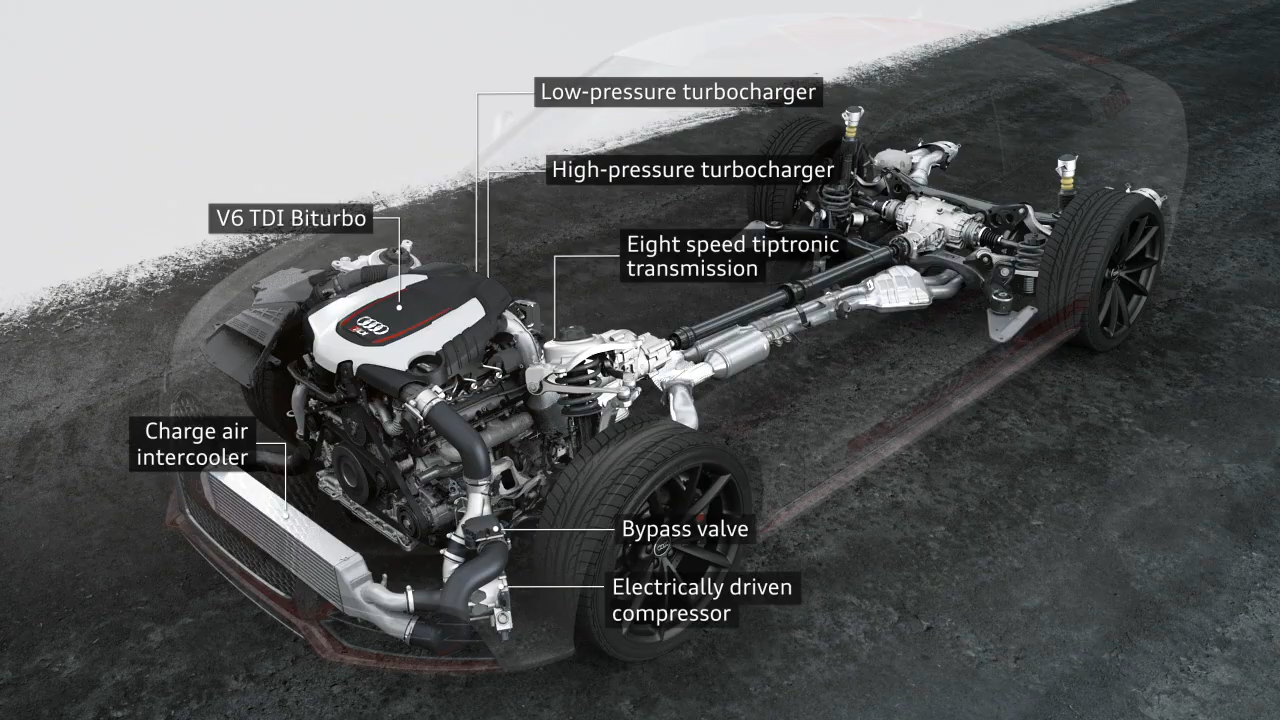 Low-pressure turbocharger
High-pressure turbocharger
V6 TDI Biturbo
Eight speed tiptronic
transmission
Charge air
intercooler
Bypass valve
Electrically driven
compressor